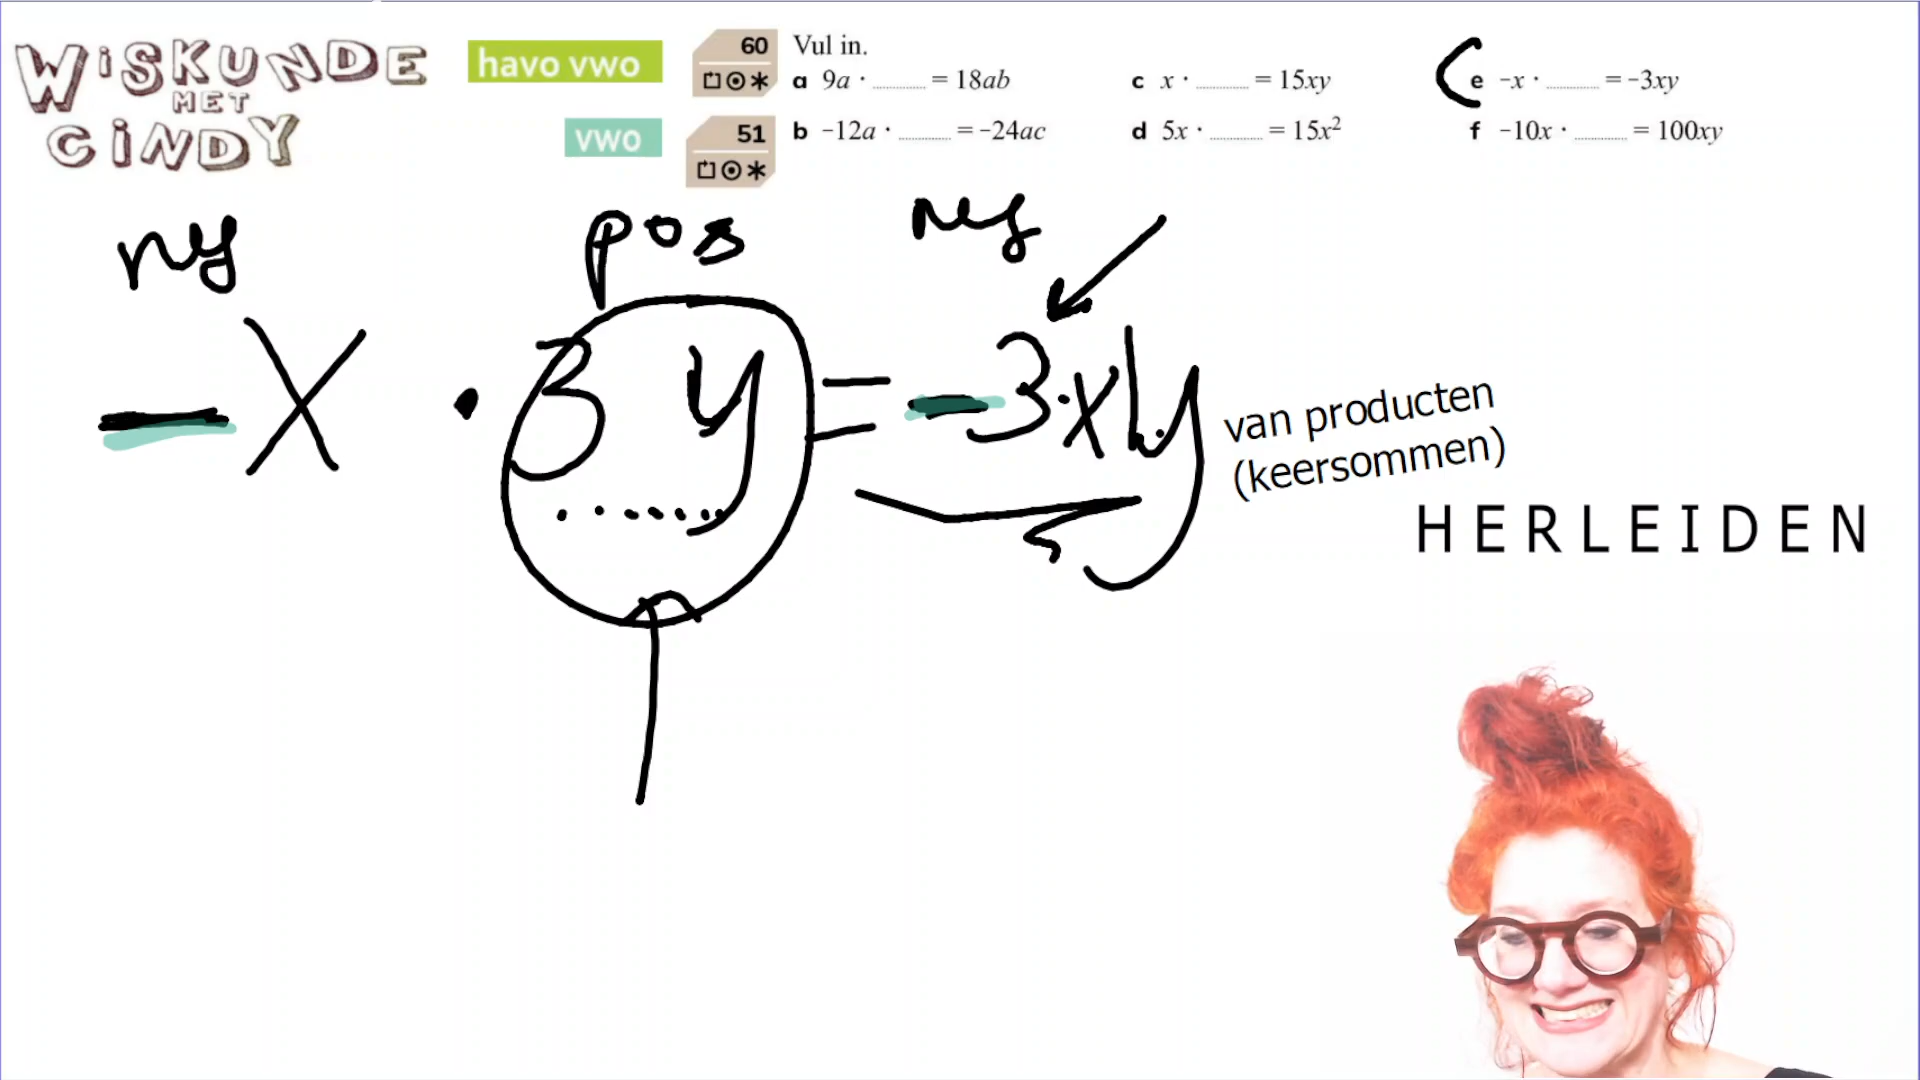 WiSKUNDE
MET
CiNDY
havo vwo
vwo
60 Vul in.
51
a 9a · ............ = 18ab
b –12a · ............ = –24ac
c x · ............ = 15xy
d 5x · ............ = 15x²
e –x · ............ = –3xy
f –10x · ............ = 100xy
neg pos neg
– x · 3 y = –3·x·y
van producten
(keersommen)
HERLEIDEN